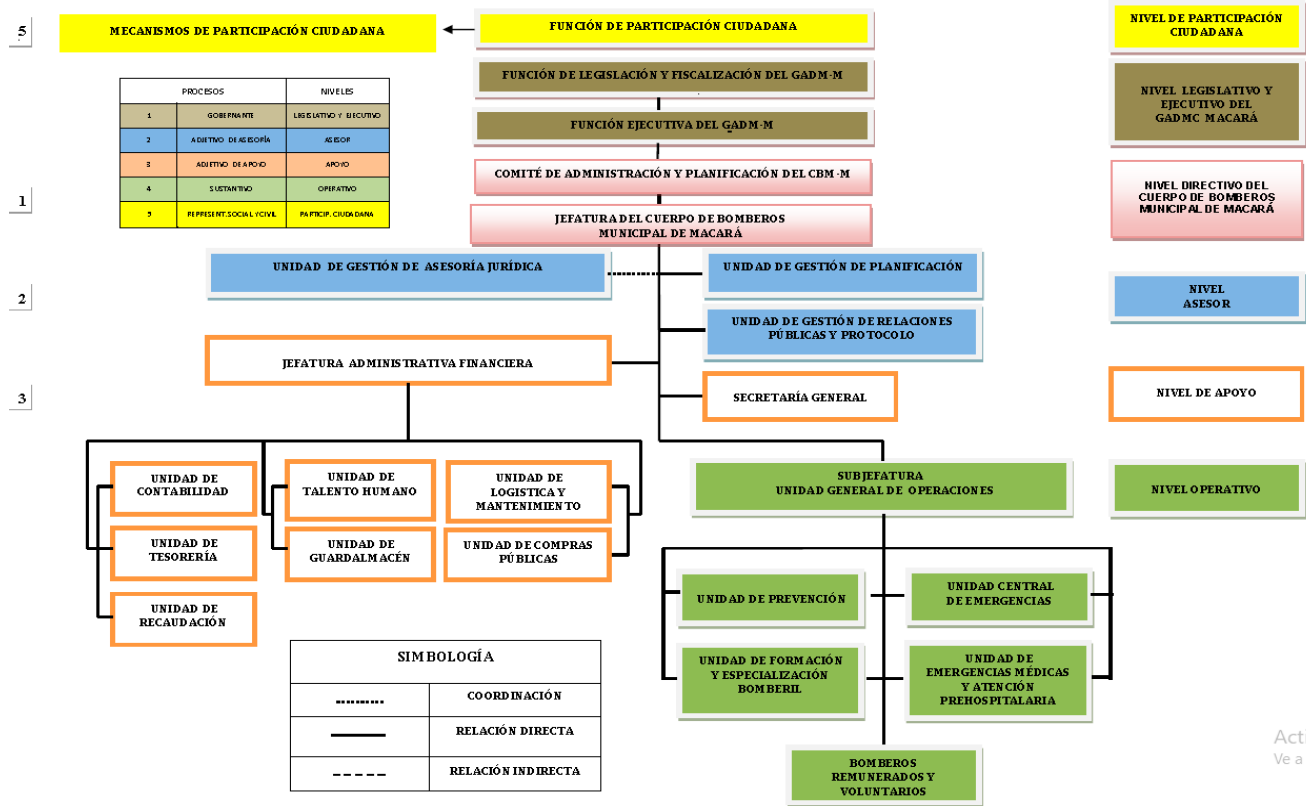 5
MECANISMOS DE PARTICIPACIÓN CIUDADANA
FUNCIÓN DE PARTICIPACIÓN CIUDADANA
NIVEL DE PARTICIPACIÓN
CIUDADANA
FUNCIÓN DE LEGISLACIÓN Y FISCALIZACIÓN DEL GADM-M
FUNCIÓN EJECUTIVA DEL GADM-M
NIVEL LEGISLATIVO Y
EJECUTIVO DEL
GADMC MACARÁ
PROCESOS NIVELES
1 GOBERNANTE LEGISLATIVO Y EJECUTIVO
2 ADJETIVO DE ASESORÍA ASESOR
3 ADJETIVO DE APOYO APOYO
4 SUSTANTIVO OPERATIVO
5 REPRESENT. SOCIAL Y CIVIL PARTICIP. CIUDADANA
1
COMITÉ DE ADMINISTRACIÓN Y PLANIFICACIÓN DEL CBM-M
JEFATURA DEL CUERPO DE BOMBEROS
MUNICIPAL DE MACARÁ
NIVEL DIRECTIVO DEL
CUERPO DE BOMBEROS
MUNICIPAL DE MACARÁ
2
UNIDAD DE GESTIÓN DE ASESORÍA JURÍDICA
UNIDAD DE GESTIÓN DE PLANIFICACIÓN
UNIDAD DE GESTIÓN DE RELACIONES
PÚBLICAS Y PROTOCOLO
NIVEL
ASESOR
3
JEFATURA ADMINISTRATIVA FINANCIERA
SECRETARÍA GENERAL
NIVEL DE APOYO
UNIDAD DE
CONTABILIDAD
UNIDAD DE
TALENTO HUMANO
UNIDAD DE
LOGISTICA Y
MANTENIMIENTO
UNIDAD DE
TESORERÍA
UNIDAD DE
GUARDALMACÉN
UNIDAD DE COMPRAS
PÚBLICAS
UNIDAD DE
RECAUDACIÓN
SUBJEFATURA
UNIDAD GENERAL DE OPERACIONES
NIVEL OPERATIVO
UNIDAD DE PREVENCIÓN
UNIDAD CENTRAL
DE EMERGENCIAS
UNIDAD DE FORMACIÓN
Y ESPECIALIZACIÓN
BOMBERIL
UNIDAD DE
EMERGENCIAS MÉDICAS
Y ATENCIÓN
PREHOSPITALARIA
BOMBEROS
REMUNERADOS Y
VOLUNTARIOS
SIMBOLOGÍA
COORDINACIÓN
RELACIÓN DIRECTA
RELACIÓN INDIRECTA
Acti
Ve a